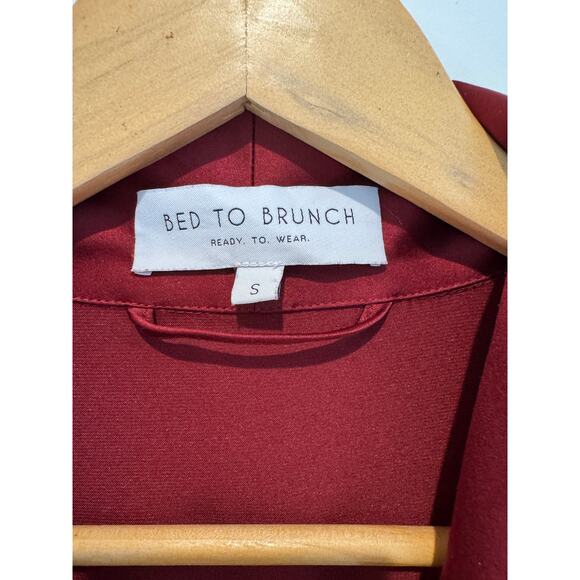 BED TO BRUNCH
READY. TO. WEAR.
S